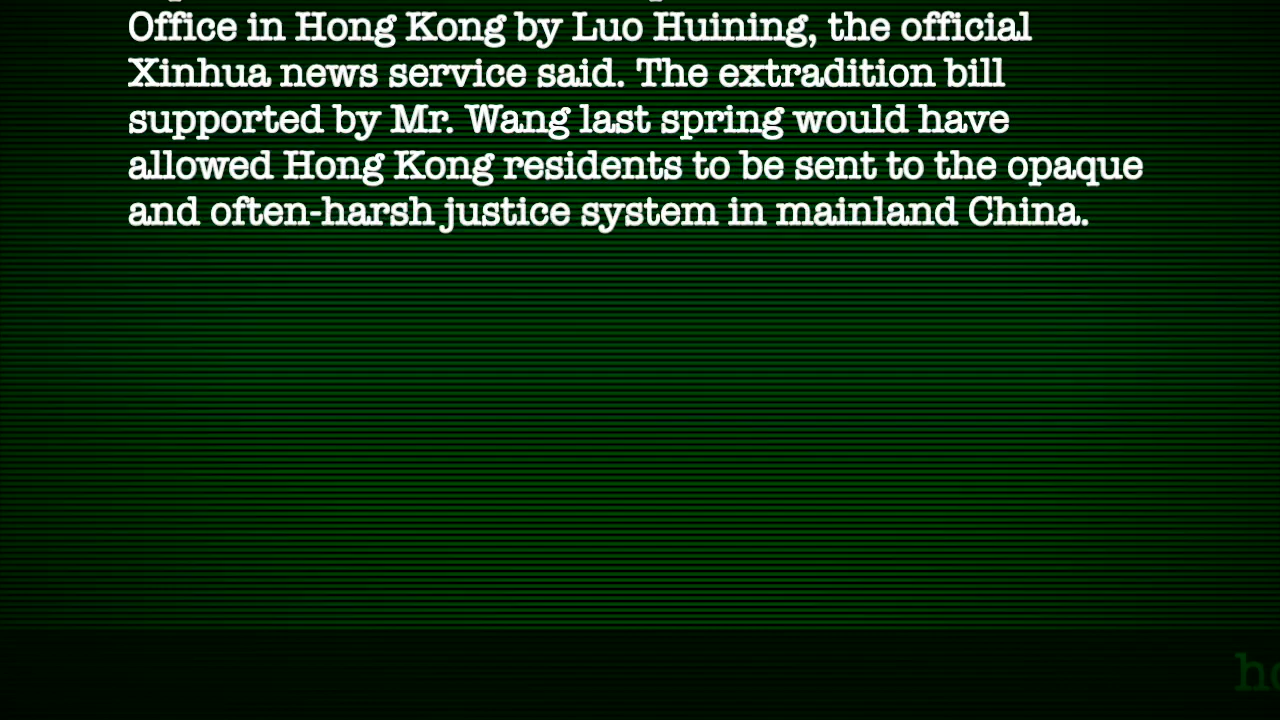 Office in Hong Kong by Luo Huining, the official
Xinhua news service said. The extradition bill
supported by Mr. Wang last spring would have
allowed Hong Kong residents to be sent to the opaque
and often-harsh justice system in mainland China.